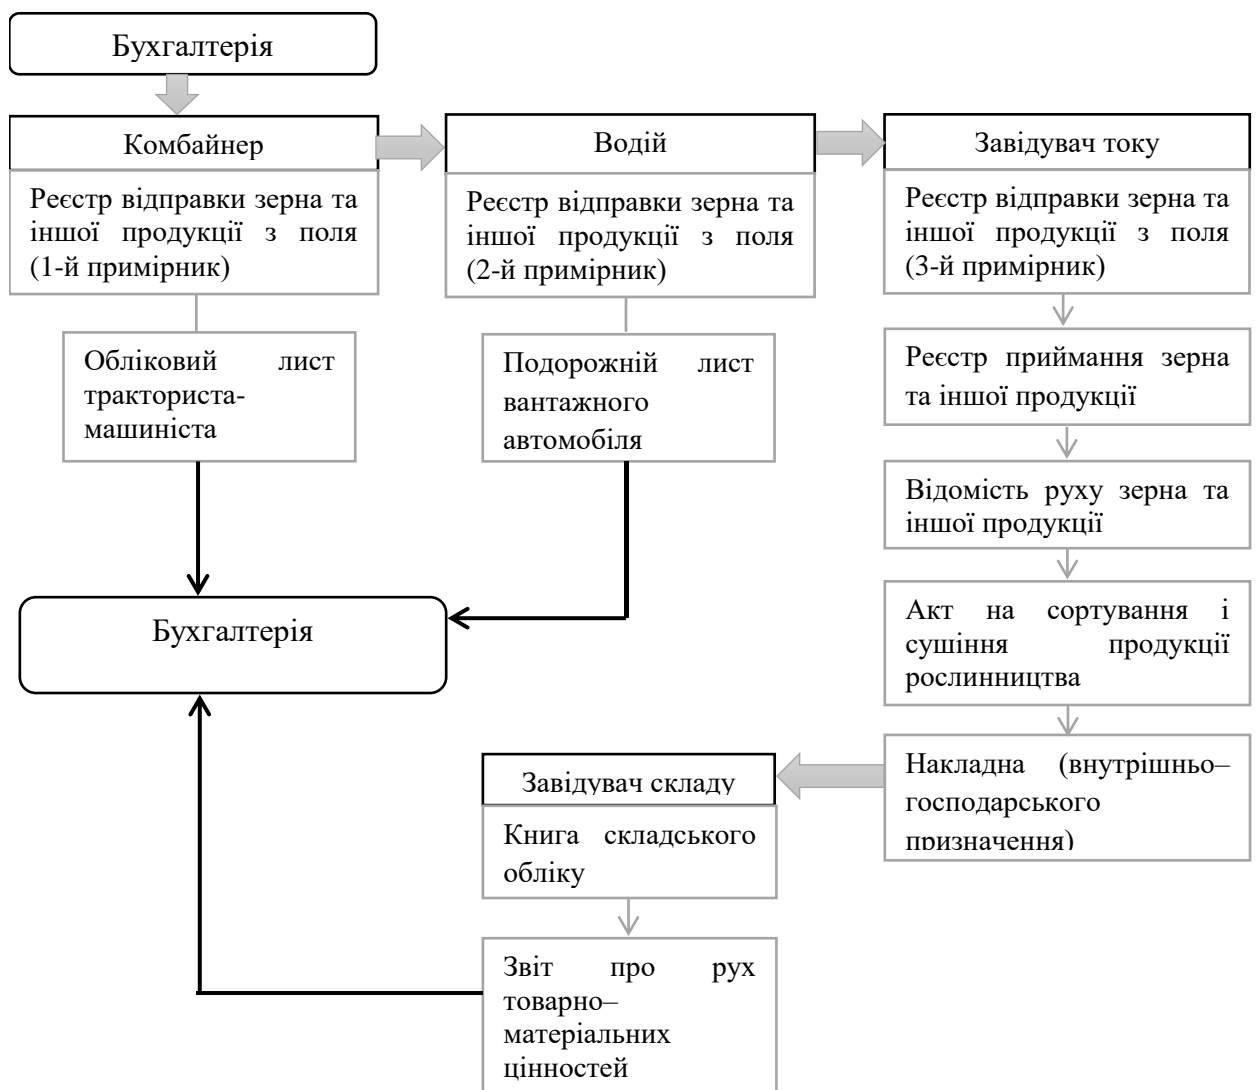 Бухгалтерія
Комбайнер
Реєстр відправки зерна та
іншої продукції з поля
(1-й примірник)
Обліковий лист
тракториста-
машиніста
Водій
Реєстр відправки зерна та
іншої продукції з поля
(2-й примірник)
Подорожній лист
вантажного
автомобіля
Завідувач току
Реєстр відправки зерна та
іншої продукції з поля
(3-й примірник)
Реєстр приймання зерна
та іншої продукції
Відомість руху зерна та
іншої продукції
Акт на сортування і
сушіння продукції
рослинництва
Накладна (внутрішньо–
господарського
призначення)
Завідувач складу
Книга складського
обліку
Звіт про рух
товарно–
матеріальних
цінностей
Бухгалтерія